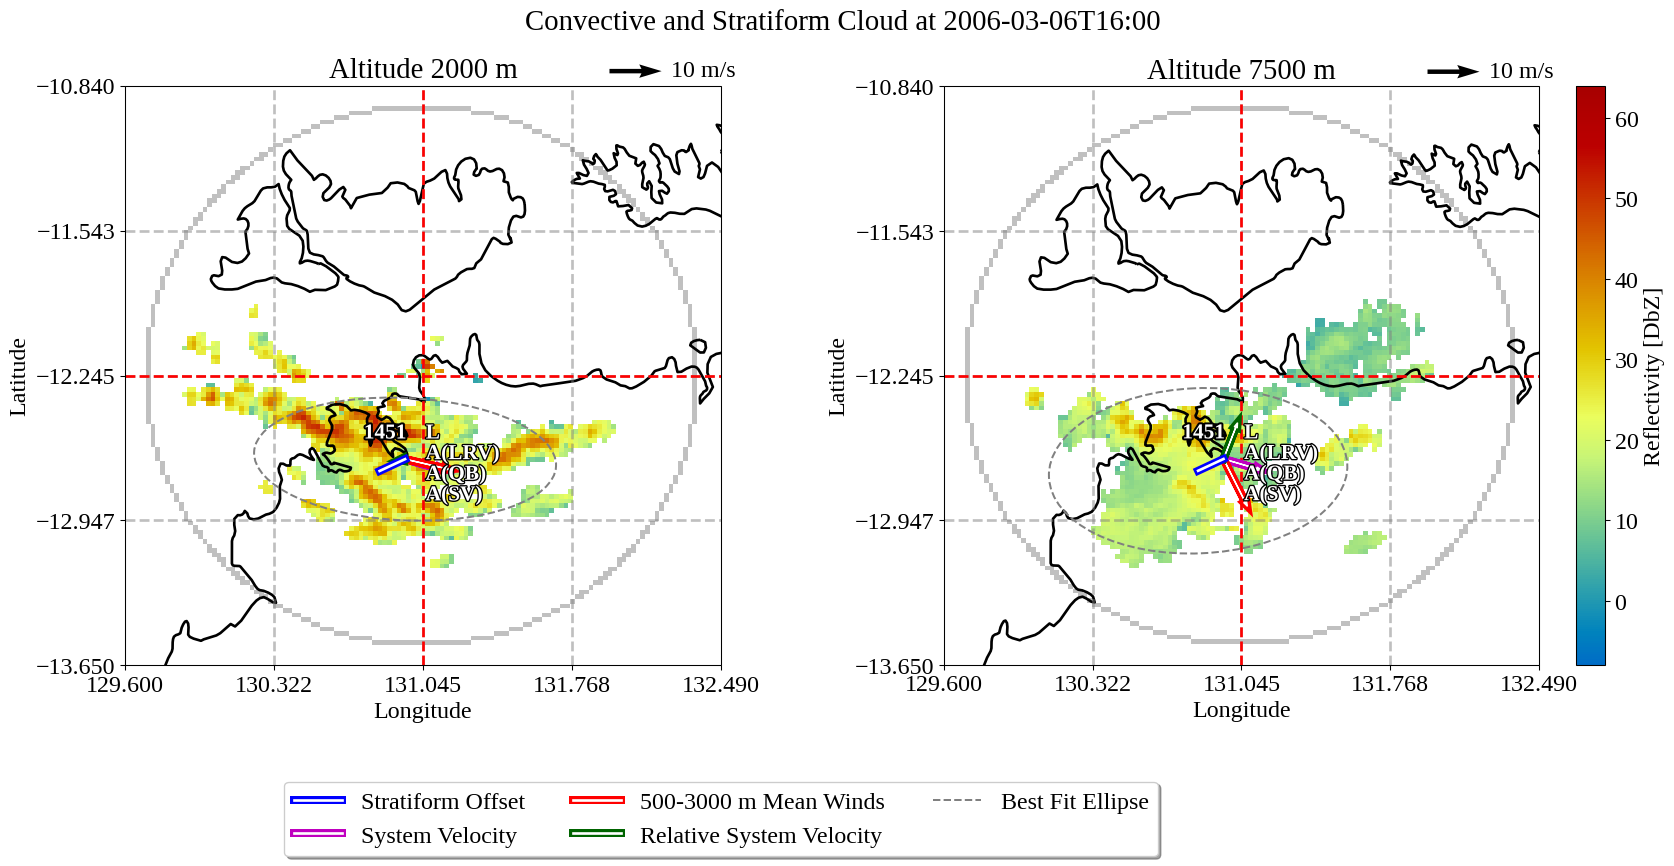 Convective and Stratiform Cloud at 2006-03-06T16:00
Altitude 2000 m
10 m/s
−10.840
−11.543
−12.245
−12.947
−13.650
Latitude
1451
L
A(LRV)
A(QB)
A(SV)
129.600 130.322 131.045 131.768 132.490
Longitude
Altitude 7500 m
10 m/s
−10.840
−11.543
−12.245
−12.947
−13.650
Latitude
1451
L
A(LRV)
A(QB)
A(SV)
129.600 130.322 131.045 131.768 132.490
Longitude
60
50
40
30
20
10
0
Reflectivity [DbZ]
Stratiform Offset
System Velocity
500-3000 m Mean Winds
Relative System Velocity
Best Fit Ellipse